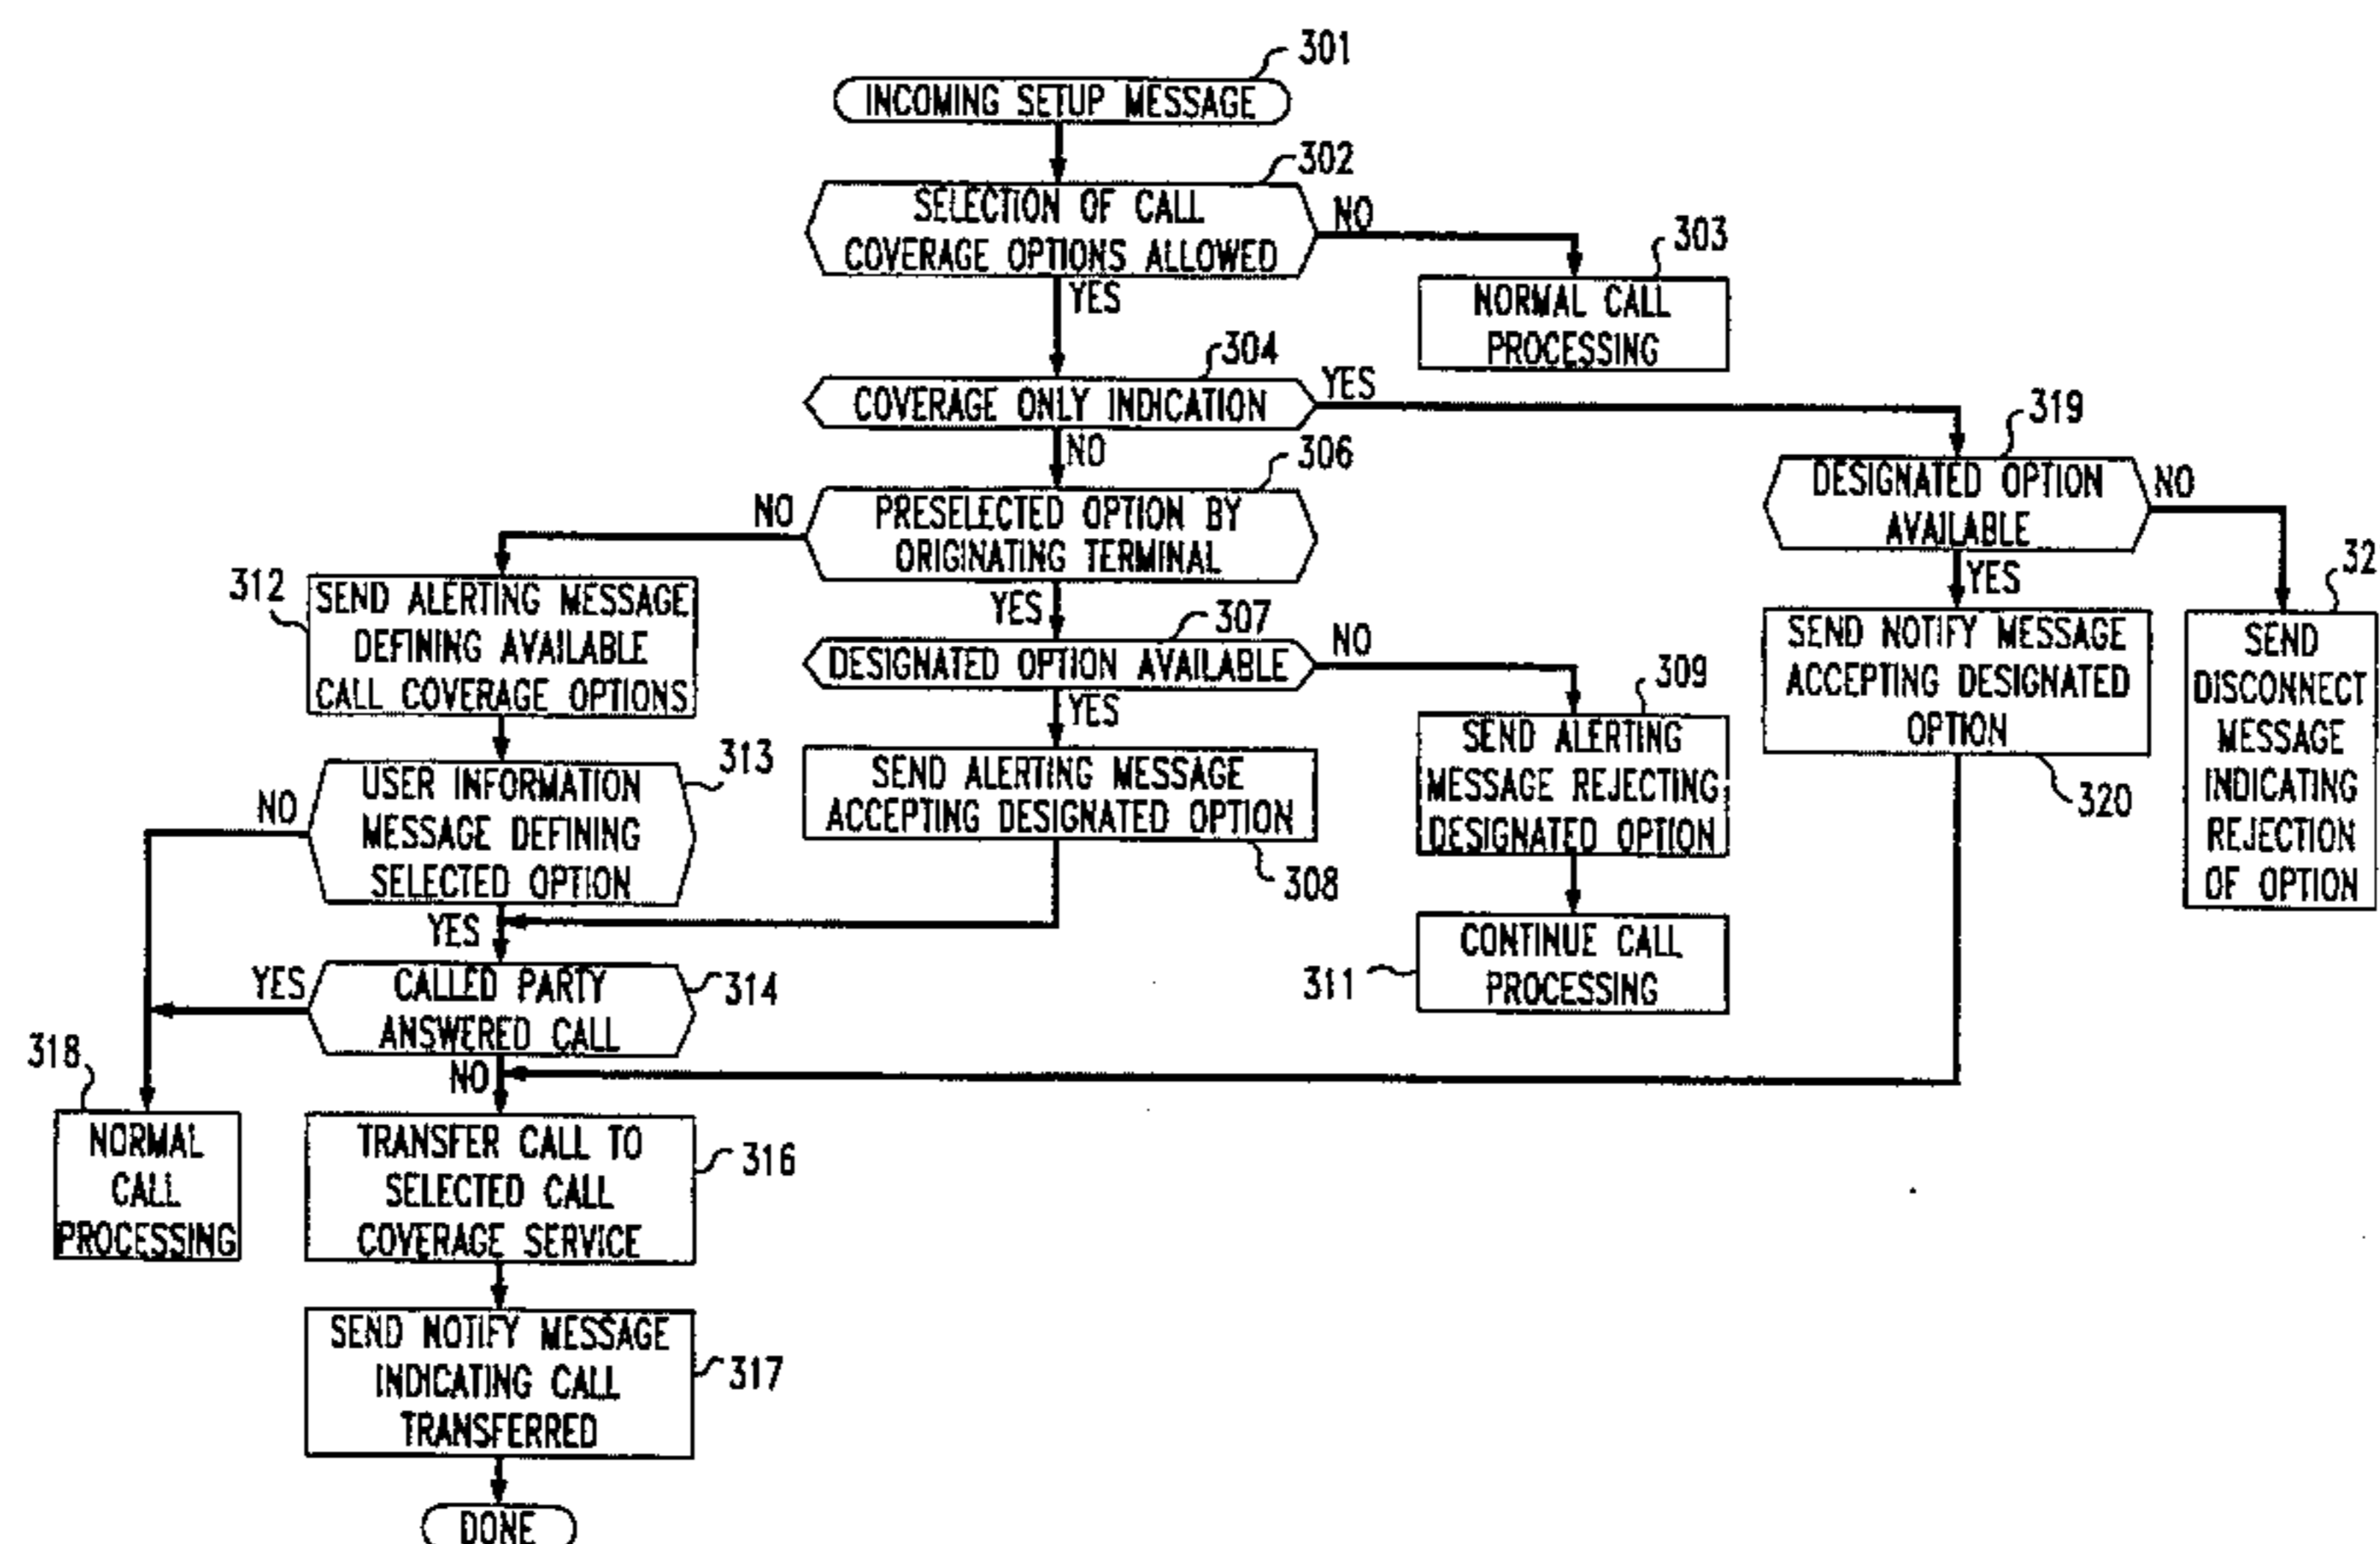 301
INCOMING SETUP MESSAGE
302
SELECTION OF CALL
COVERAGE OPTIONS ALLOWED
NO
YES
303
NORMAL CALL
PROCESSING
304
COVERAGE ONLY INDICATION
YES
NO
306
PRESELECTED OPTION BY
ORIGINATING TERMINAL
NO
YES
319
DESIGNATED OPTION
AVAILABLE
NO
YES
312
SEND ALERTING MESSAGE
DEFINING AVAILABLE
CALL COVERAGE OPTIONS
307
DESIGNATED OPTION AVAILABLE
NO
YES
309
SEND ALERTING
MESSAGE REJECTING
DESIGNATED OPTION
SEND NOTIFY MESSAGE
ACCEPTING DESIGNATED
OPTION
320
32
SEND
DISCONNECT
MESSAGE
INDICATING
REJECTION
OF OPTION
313
USER INFORMATION
MESSAGE DEFINING
SELECTED OPTION
NO
YES
SEND ALERTING MESSAGE
ACCEPTING DESIGNATED OPTION
308
311
CONTINUE CALL
PROCESSING
314
CALLED PARTY
ANSWERED CALL
YES
NO
318
NORMAL
CALL
PROCESSING
TRANSFER CALL TO
SELECTED CALL
COVERAGE SERVICE
316
SEND NOTIFY MESSAGE
INDICATING CALL
TRANSFERRED
317
DONE